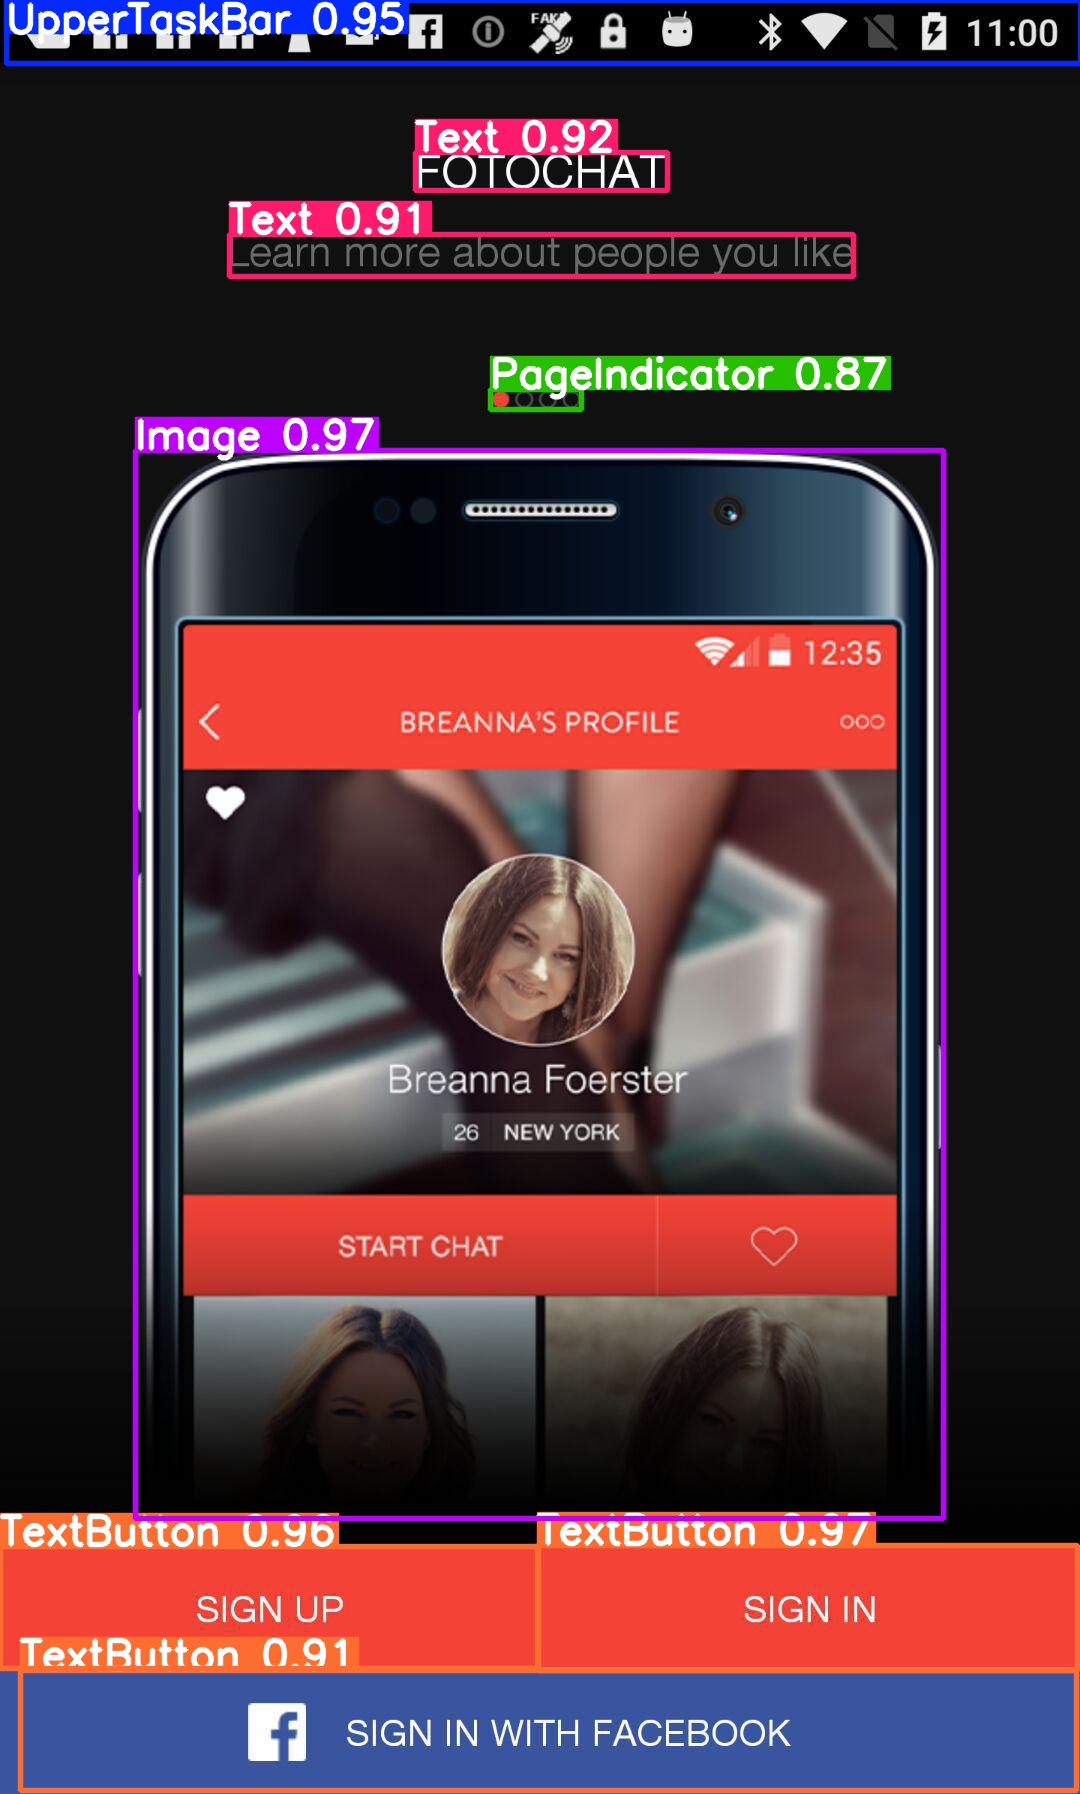 UpperTaskBar 0.95
FAKE
11:00
Text 0.92
FOTOCHAT
Text 0.91
Learn more about people you like
PageIndicator 0.87
Image 0.97
12:35
BREANNA'S PROFILE
Breanna Foerster
26 NEW YORK
START CHAT
TextButton 0.96
TextButton 0.97
SIGN UP
SIGN IN
TextButton 0.91
SIGN IN WITH FACEBOOK